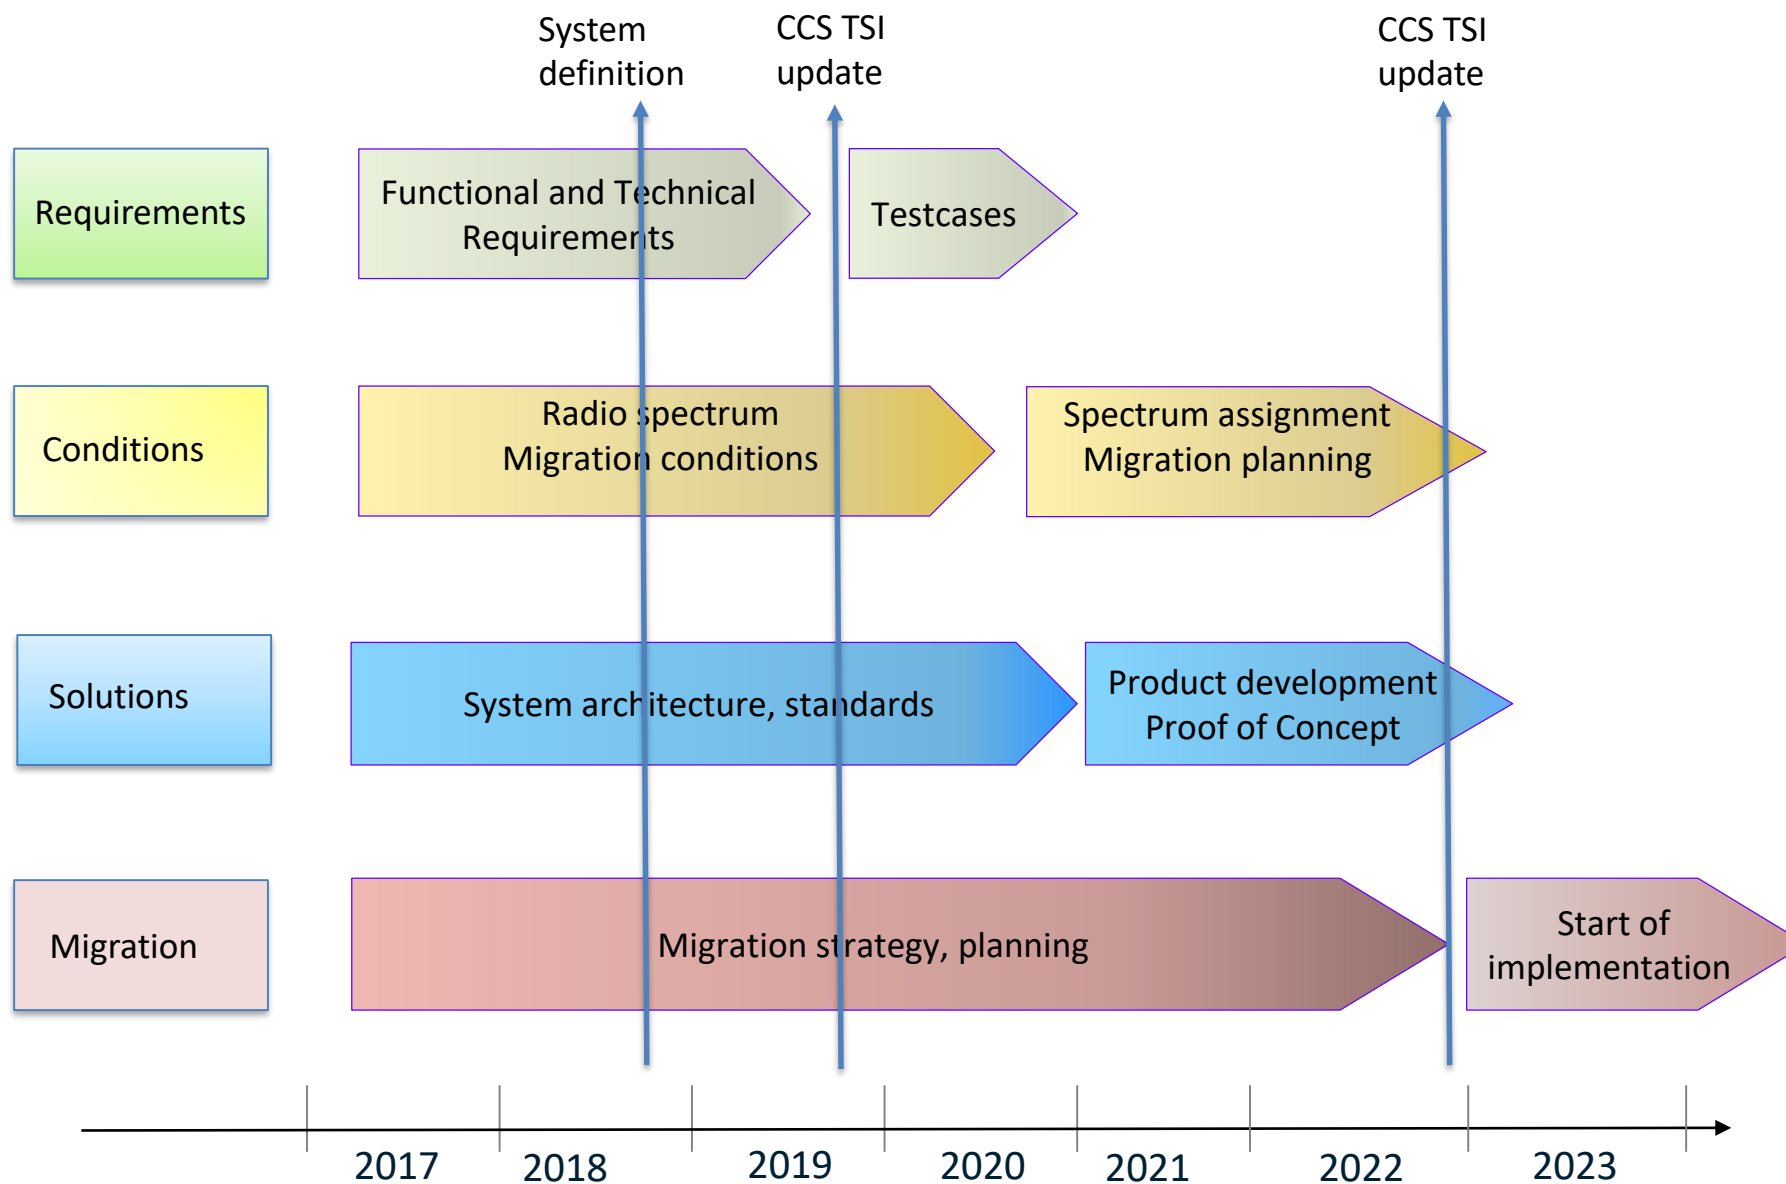 System
definition
CCS TSI
update
CCS TSI
update
Requirements
Functional and Technical
Requirements
Testcases
Conditions
Radio spectrum
Migration conditions
Spectrum assignment
Migration planning
Solutions
System architecture, standards
Product development
Proof of Concept
Migration
Migration strategy, planning
Start of
implementation
2017
2018
2019
2020
2021
2022
2023